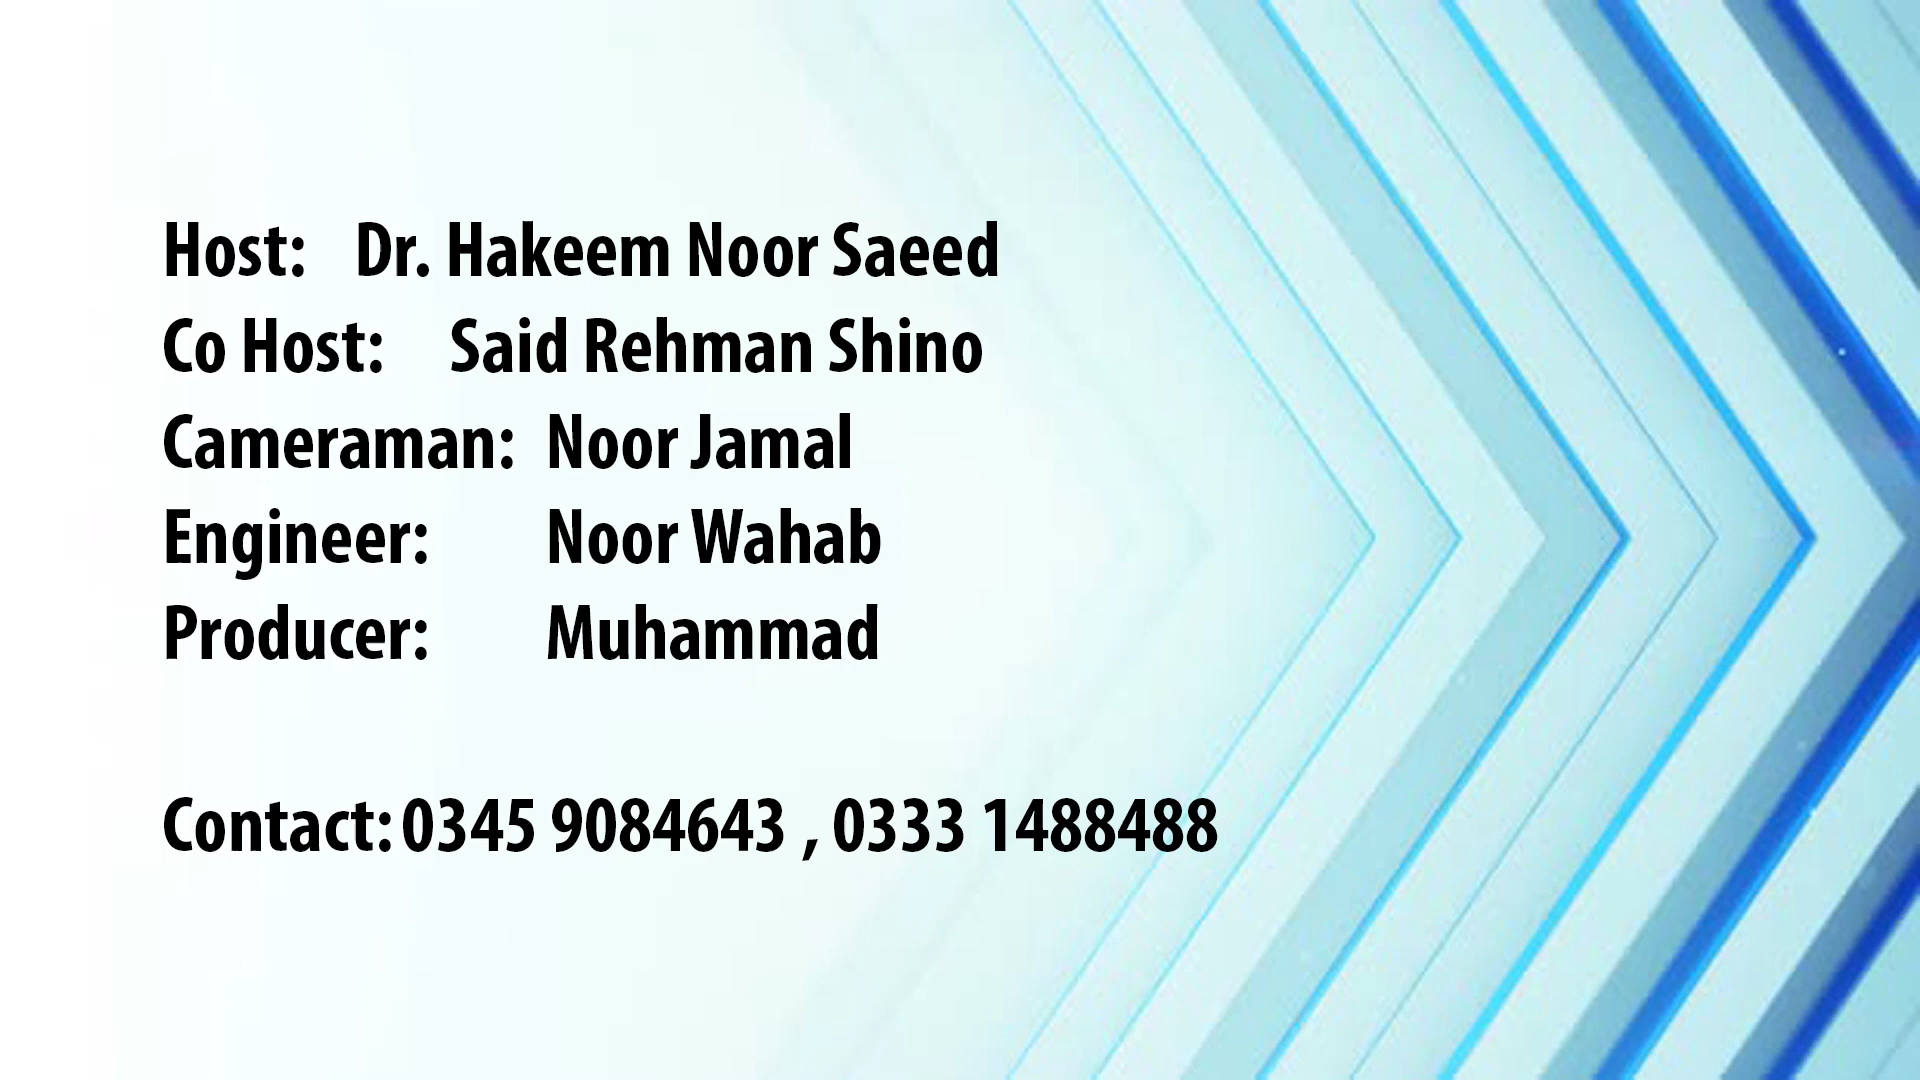 Host: Dr. Hakeem Noor Saeed
Co Host: Said Rehman Shino
Cameraman: Noor Jamal
Engineer: Noor Wahab
Producer: Muhammad
Contact: 0345 9084643 , 0333 1488488